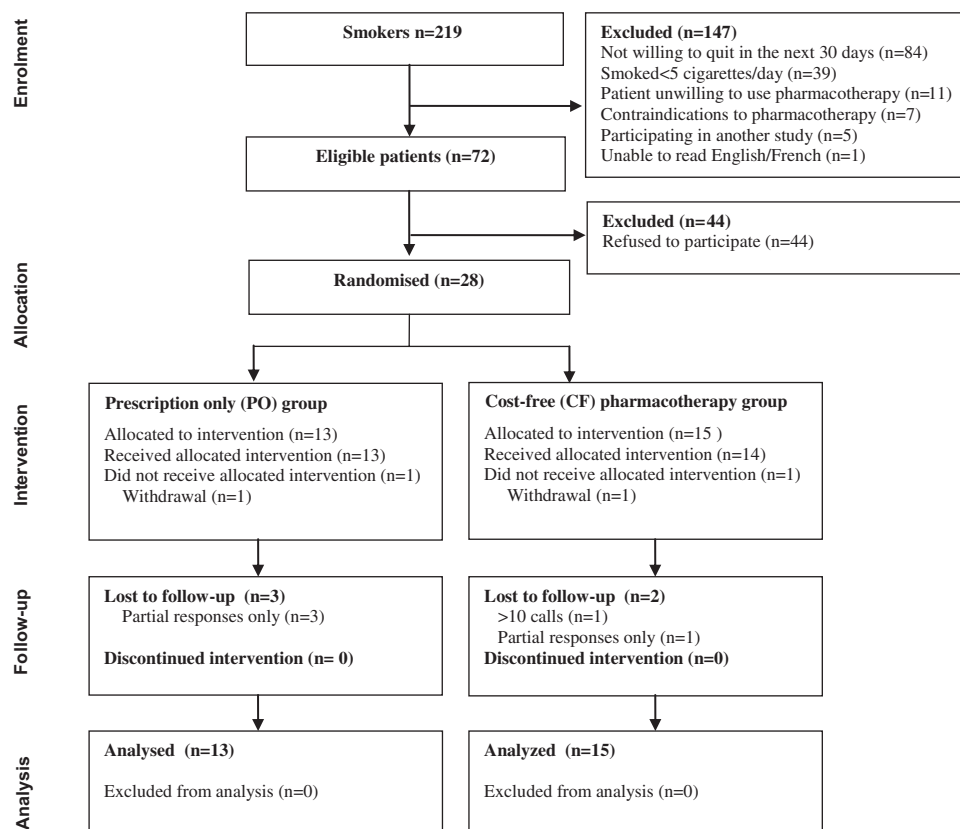 Enrolment
Smokers n=219
Excluded (n=147)
Not willing to quit in the next 30 days (n=84)
Smoked<5 cigarettes/day (n=39)
Patient unwilling to use pharmacotherapy (n=11)
Contraindications to pharmacotherapy (n=7)
Participating in another study (n=5)
Unable to read English/French (n=1)
Eligible patients (n=72)
Excluded (n=44)
Refused to participate (n=44)
Allocation
Randomised (n=28)
Intervention
Prescription only (PO) group
Allocated to intervention (n=13)
Received allocated intervention (n=13)
Did not receive allocated intervention (n=1)
Withdrawal (n=1)
Cost-free (CF) pharmacotherapy group
Allocated to intervention (n=15 )
Received allocated intervention (n=14)
Did not receive allocated intervention (n=1)
Withdrawal (n=1)
Follow-up
Lost to follow-up (n=3)
Partial responses only (n=3)
Discontinued intervention (n= 0)
Lost to follow-up (n=2)
>10 calls (n=1)
Partial responses only (n=1)
Discontinued intervention (n=0)
Analysis
Analysed (n=13)
Excluded from analysis (n=0)
Analyzed (n=15)
Excluded from analysis (n=0)